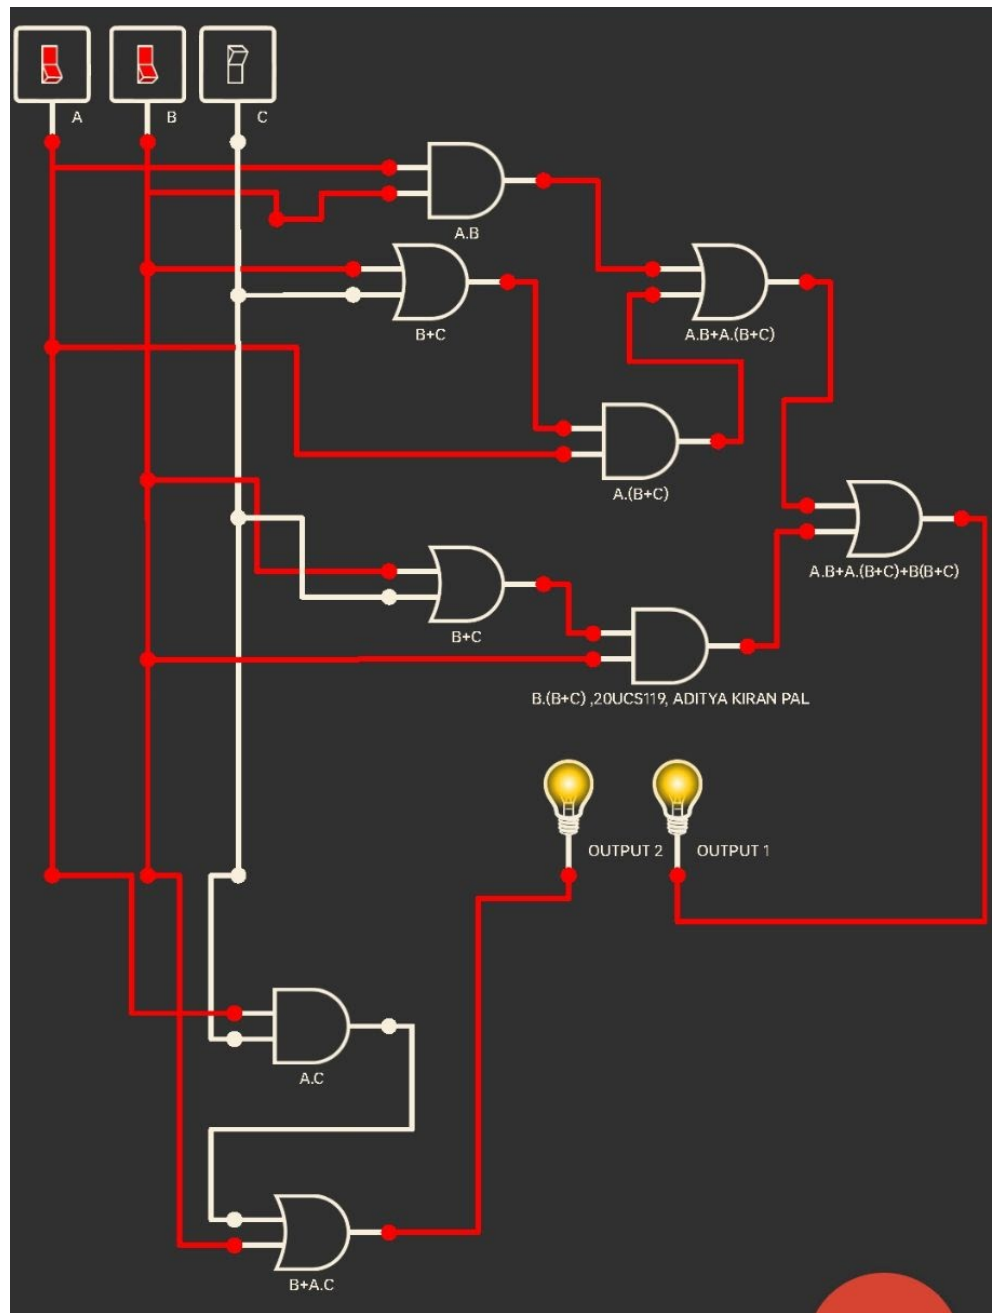 A
B
C
A.B
B+C
A.B+A.(B+C)
A.(B+C)
A.B+A.(B+C)+B(B+C)
B+C
B.(B+C) ,20UCS119, ADITYA KIRAN PAL
OUTPUT 2
OUTPUT 1
A.C
B+A.C